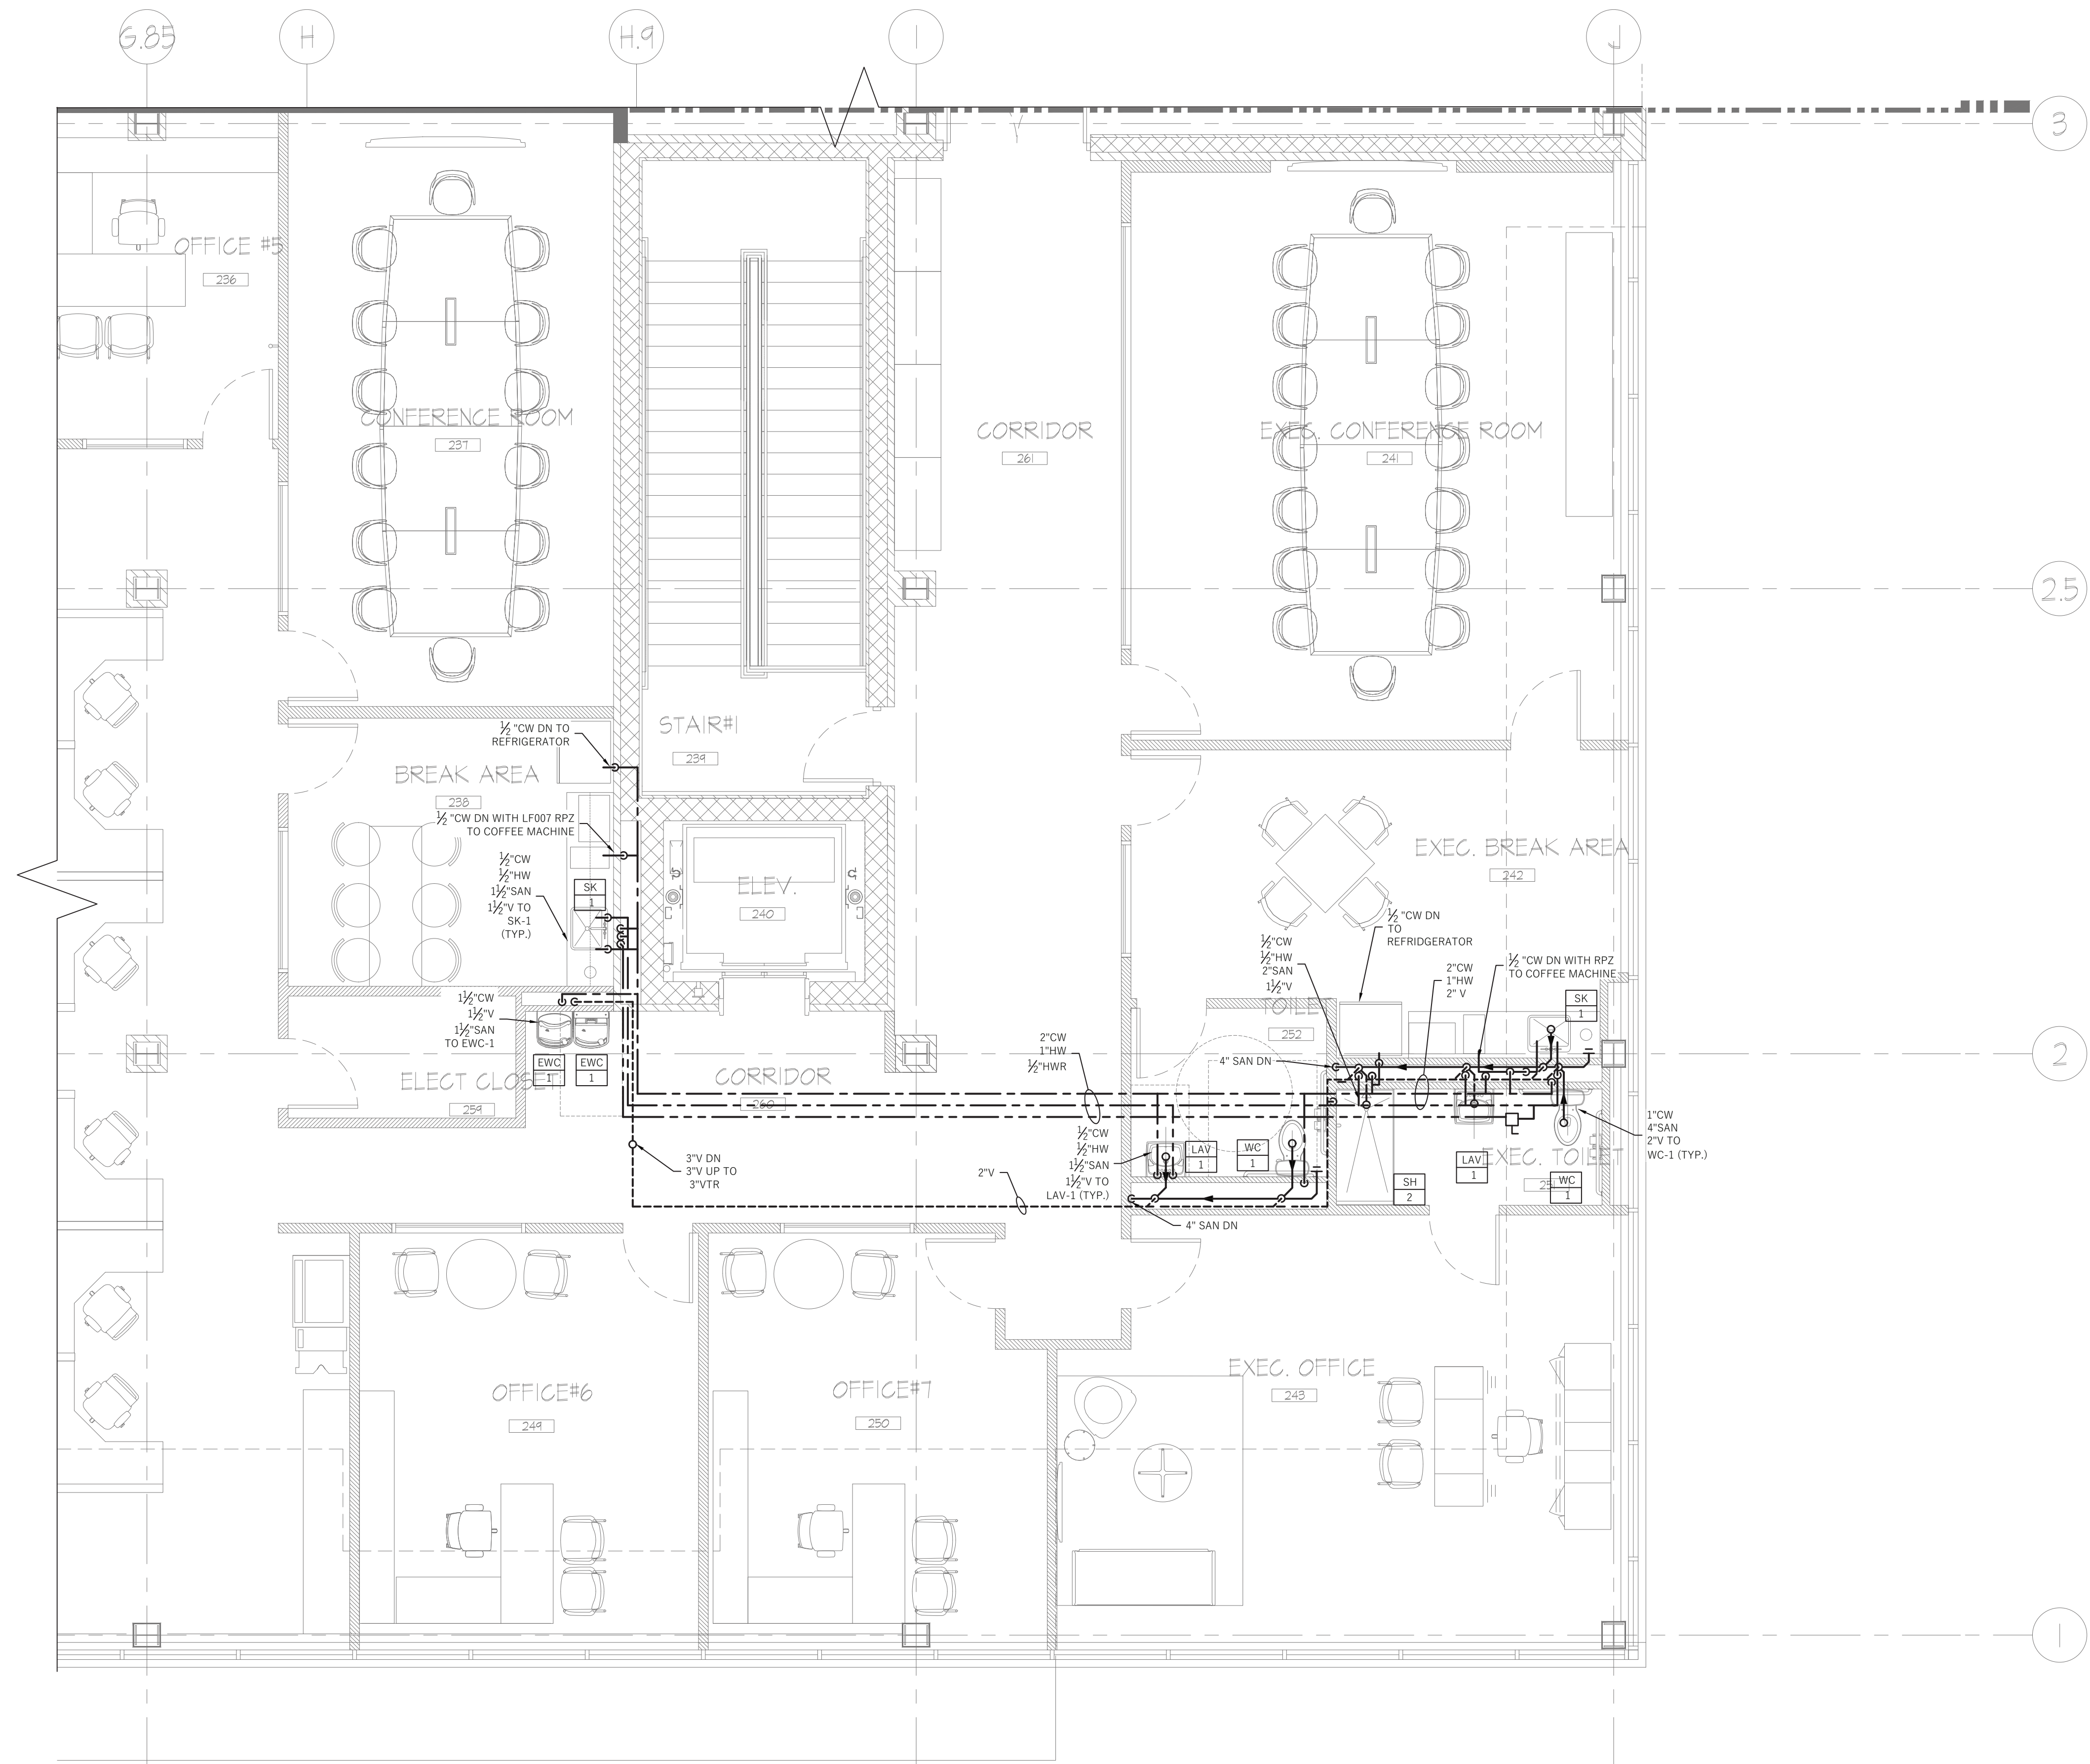 G.85
H
H.9
I
J
3
OFFICE #5
236
CONFERENCE ROOM
237
CORRIDOR
261
EXEC. CONFERENCE ROOM
241
2.5
STAIR#1
239
½ "CW DN TO
REFRIGERATOR
BREAK AREA
238
½ "CW DN WITH LF007 RPZ
TO COFFEE MACHINE
½"CW
½"HW
1½"SAN
1½"V TO
SK-1
(TYP.)
SK
1
ELEV.
240
EXEC. BREAK AREA
242
½ "CW DN
TO
REFRIDGERATOR
½"CW
½"HW
2"SAN
1½"V
2"CW
1"HW
2" V
½ "CW DN WITH RPZ
TO COFFEE MACHINE
SK
1
1½"CW
1½"V
1½"SAN
TO EWC-1
EWC
1
EWC
1
TOILET
252
2
4" SAN DN
2"CW
1"HW
½"HWR
ELECT CLOSET
259
CORRIDOR
260
½"CW
½"HW
1½"SAN
1½"V TO
LAV-1 (TYP.)
LAV
1
WC
1
1"CW
4"SAN
2"V TO
WC-1 (TYP.)
LAV
1
EXEC. TOILET
251
WC
1
SH
2
3"V DN
3"V UP TO
3"VTR
2"V
4" SAN DN
OFFICE#6
249
OFFICE#7
250
EXEC. OFFICE
243
1